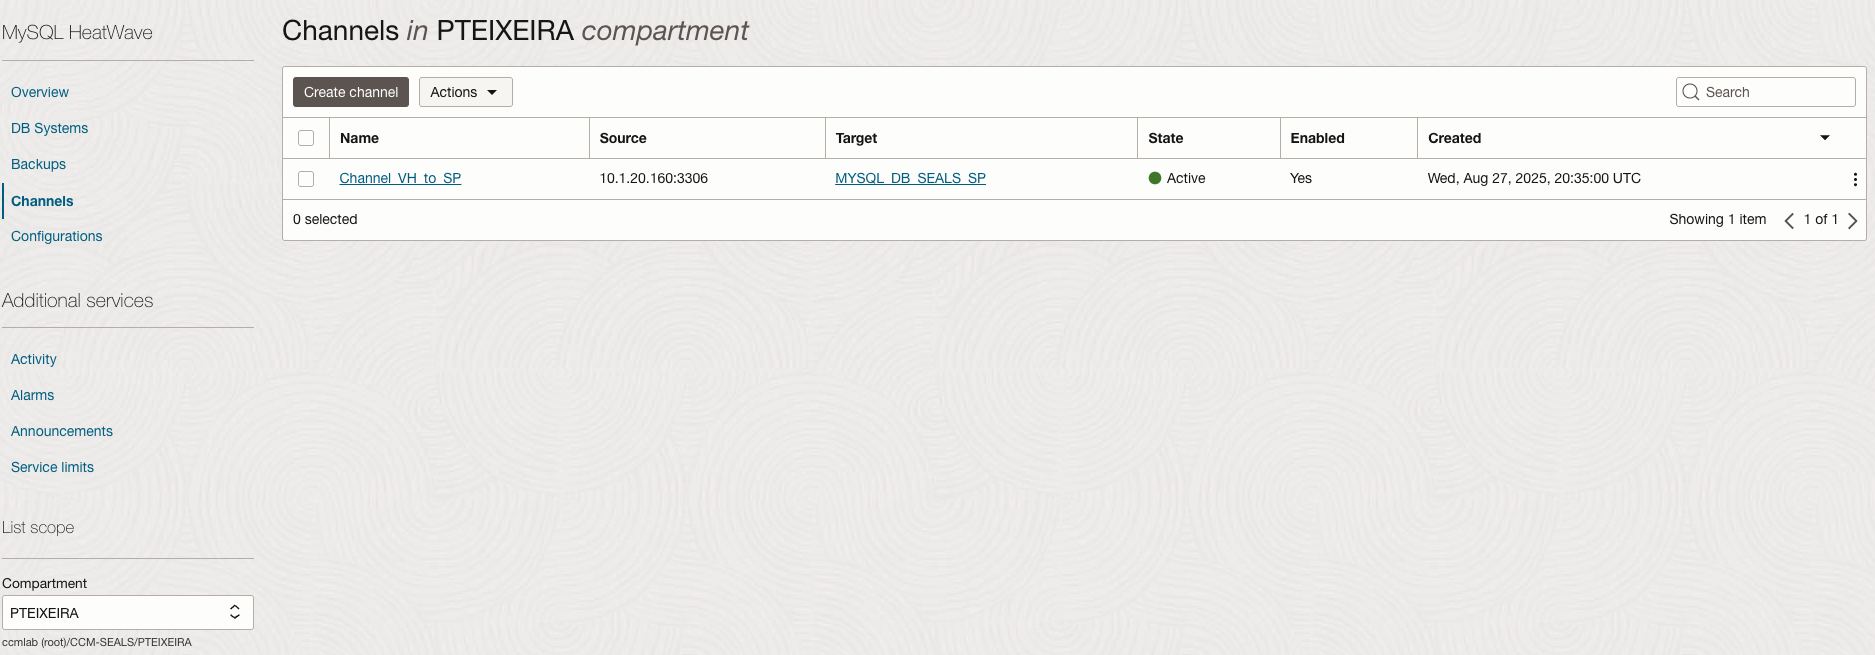 MySQL HeatWave
Overview
DB Systems
Backups
Channels
Configurations
Additional services
Activity
Alarms
Announcements
Service limits
List scope
Compartment
PTEIXEIRA
ccmlab (root)/CCM-SEALS/PTEIXEIRA
Channels in PTEIXEIRA compartment
Create channel Actions Search
Name Source Target State Enabled Created
Channel_VH_to_SP 10.1.20.160:3306 MYSQL_DB_SEALS_SP Active Yes Wed, Aug 27, 2025, 20:35:00 UTC
0 selected Showing 1 item 1 of 1